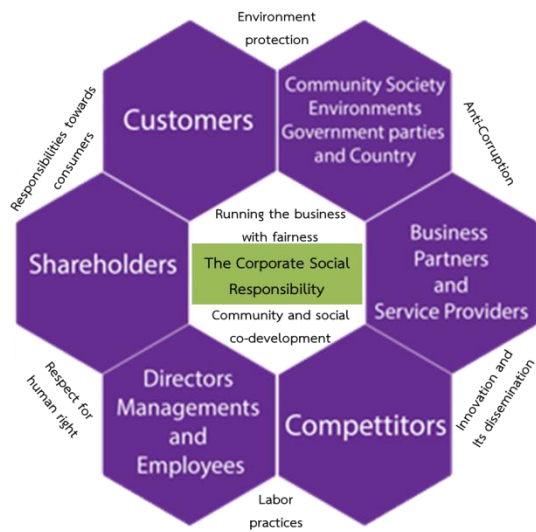 Environment
protection
Customers
Community Society
Environments
Government parties
and Country
Responsibilities towards
consumers
Anti-Corruption
Running the business
with fairness
The Corporate Social
Responsibility
Community and social
co-development
Shareholders
Business
Partners
and
Service Providers
Respect for
human right
Directors
Managements
and
Employees
Compettitors
Innovation and
Its dissemination
Labor
practices